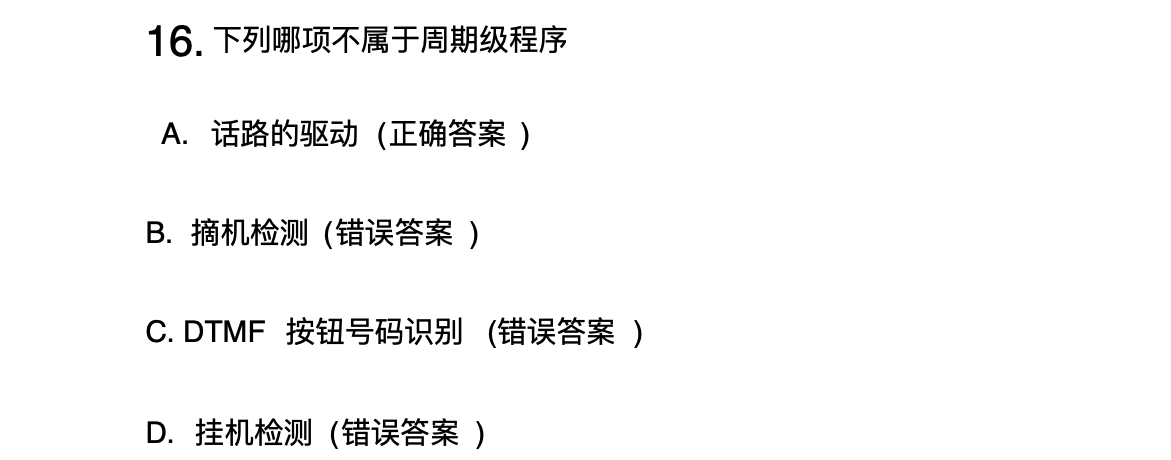 16. 下列哪项不属于周期级程序
A. 话路的驱动 (正确答案 )
B. 摘机检测 (错误答案 )
C. DTMF 按钮号码识别 (错误答案 )
D. 挂机检测 (错误答案 )